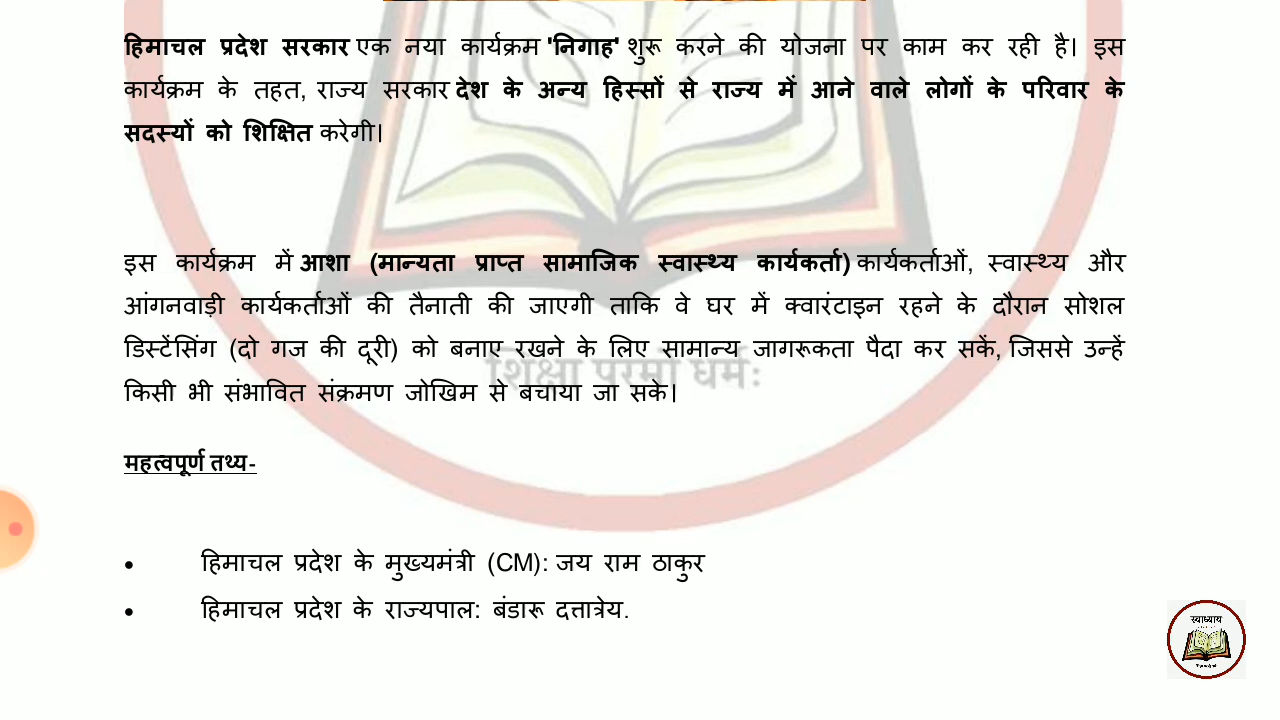 हिमाचल प्रदेश सरकार एक नया कार्यक्रम 'निगाह' शुरू करने की योजना पर काम कर रही है। इस
कार्यक्रम के तहत, राज्य सरकार देश के अन्य हिस्सों से राज्य में आने वाले लोगों के परिवार के
सदस्यों को शिक्षित करेगी।
इस कार्यक्रम में आशा (मान्यता प्राप्त सामाजिक स्वास्थ्य कार्यकर्ता) कार्यकर्ताओं, स्वास्थ्य और
आंगनवाड़ी कार्यकर्ताओं की तैनाती की जाएगी ताकि वे घर में क्वारंटाइन रहने के दौरान सोशल
डिस्टेंसिंग (दो गज की दूरी) को बनाए रखने के लिए सामान्य जागरूकता पैदा कर सकें, जिससे उन्हें
शिक्षा परमो धर्मः
किसी भी संभावित संक्रमण जोखिम से बचाया जा सके।
महत्वपूर्ण तथ्य-
• हिमाचल प्रदेश के मुख्यमंत्री (CM): जय राम ठाकुर
• हिमाचल प्रदेश के राज्यपाल: बंडारू दत्तात्रेय.
स्वाध्याय